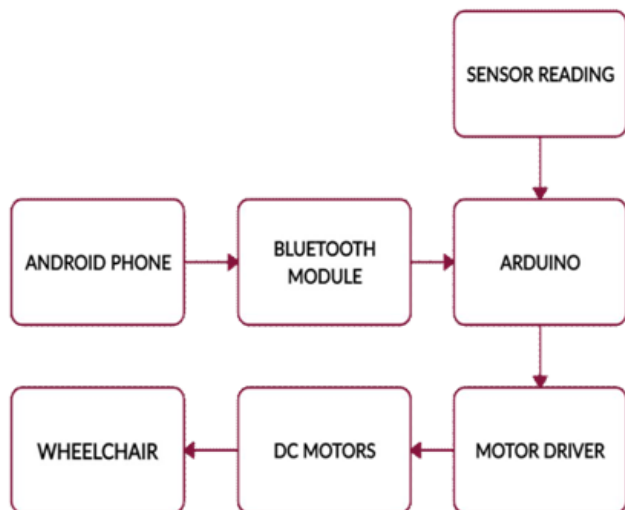 SENSOR READING
ANDROID PHONE
BLUETOOTH
MODULE
ARDUINO
WHEELCHAIR
DC MOTORS
MOTOR DRIVER